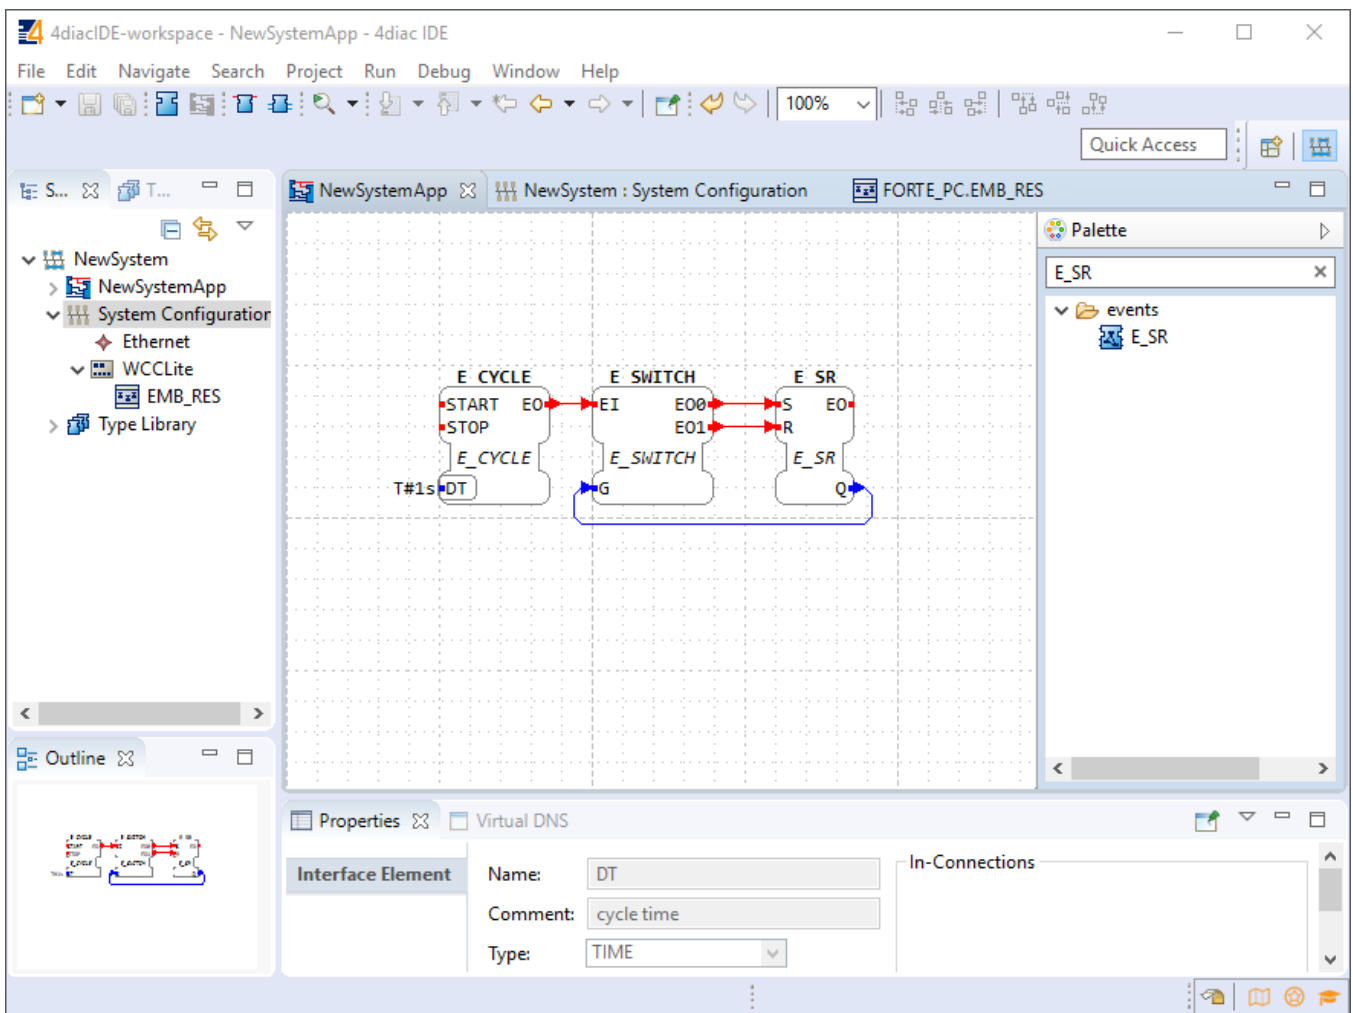 4diacIDE-workspace - NewSystemApp - 4diac IDE
File Edit Navigate Search Project Run Debug Window Help
100%
Quick Access
S... T...
NewSystemApp NewSystem : System Configuration FORTE_PC.EMB_RES
NewSystem
NewSystemApp
System Configuration
Ethernet
WCCLite
EMB_RES
Type Library
E_CYCLE
START EO
STOP
E_CYCLE
T#1s DT
E_SWITCH
EI EO0
EO1
E_SWITCH
G
E_SR
S EO
R
E_SR
Q
Palette
E_SR
events
E_SR
Outline
Properties Virtual DNS
Interface Element
Name: DT
Comment: cycle time
Type: TIME
In-Connections